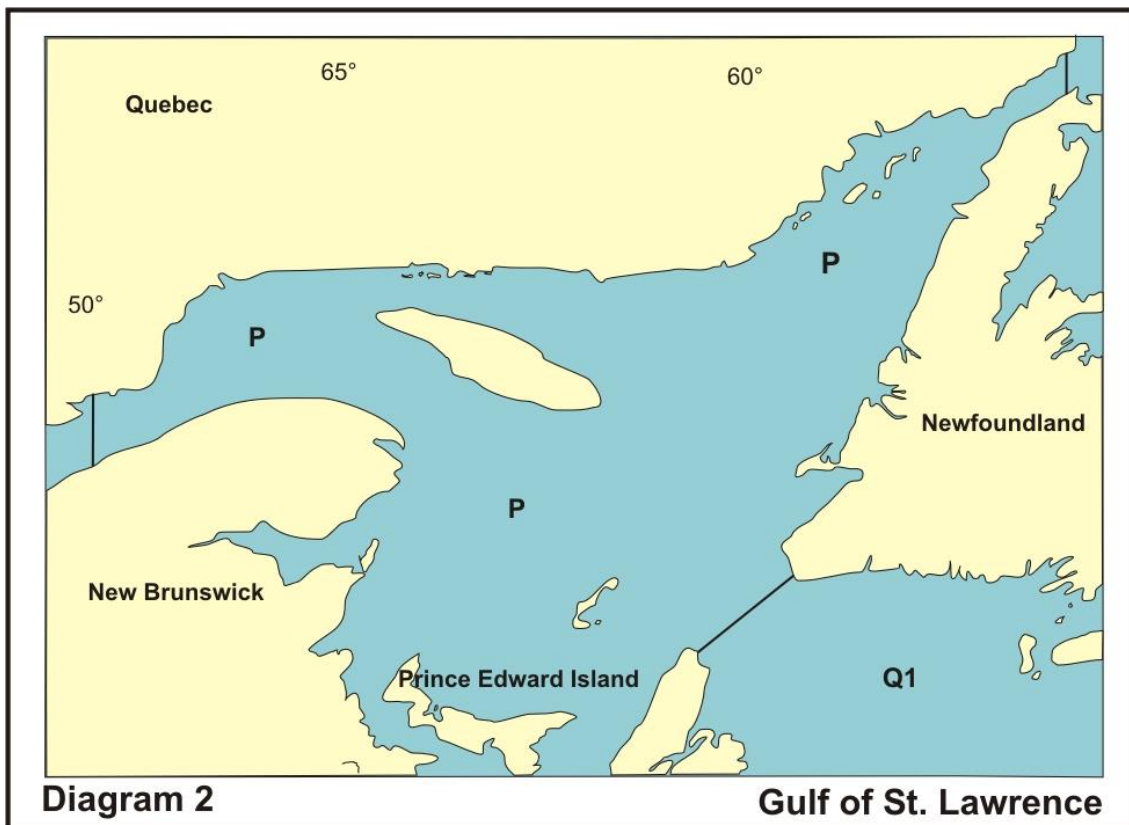 65°
60°
Quebec
P
50°
P
Newfoundland
P
New Brunswick
Prince Edward Island
Q1
Diagram 2
Gulf of St. Lawrence